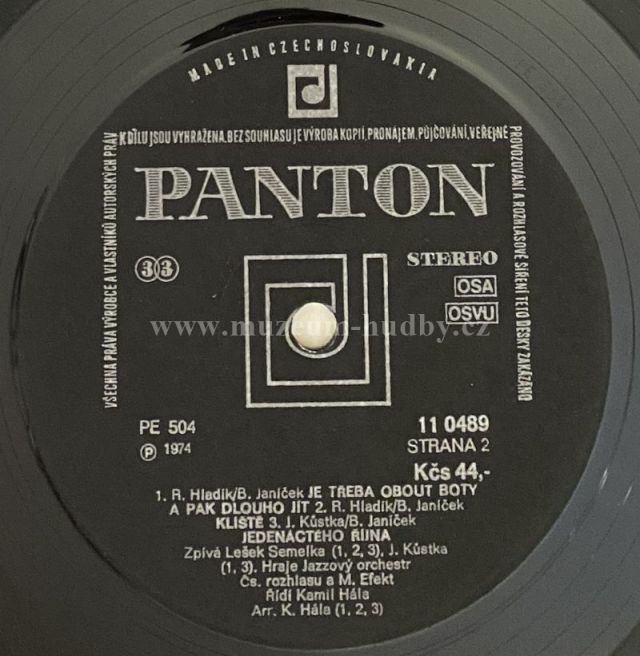 MADE IN CZECHOSLOVAKIA
VŠECHNA PRÁVA VÝROBCE A VLASTNÍKŮ AUTORSKÝCH PRÁV
K DÍLU JSOU VYHRAŽENA. BEZ SOUHLASU JE VÝROBA KOPIÍ, PRONÁJEM, PŮJČOVÁNÍ, VEŘEJNÉ
PROVOZOVÁNÍ A ROZHLASOVÉ ŠÍŘENÍ TÉTO DESKY ZAKÁZÁNO
PANTON
33
STEREO
OSA
OSVU
www.muzeum-hudby.cz
PE 504
Ⓟ 1974
11 0489
STRANA 2
Kčs 44,-
1. R. Hladík/B. Janíček JE TŘEBA OBOUT BOTY
A PAK DLOUHO JÍT 2. R. Hladík/B. Janíček
KLIŠTĚ 3. J. Kůstka/B. Janíček
JEDENÁCTÉHO ŘÍJNA
Zpívá Lešek Semelka (1, 2, 3), J. Kůstka
(1, 3). Hraje Jazzový orchestr
Čs. rozhlasu a M. Efekt
Řídí Kamil Hála
Arr. K. Hála (1, 2, 3)